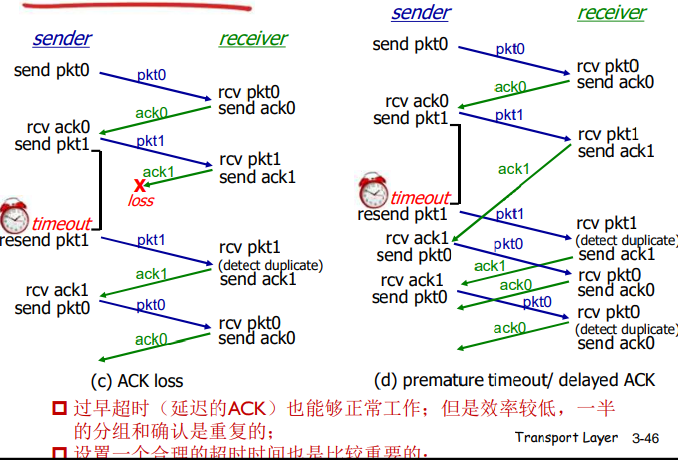 sender
receiver
send pkt0
pkt0
rcv pkt0
send ack0
ack0
rcv ack0
send pkt1
pkt1
rcv pkt1
send ack1
ack1
X
loss
timeout
resend pkt1
pkt1
rcv pkt1
(detect duplicate)
send ack1
ack1
rcv ack1
send pkt0
pkt0
rcv pkt0
send ack0
ack0
(c) ACK loss
sender
receiver
send pkt0
pkt0
rcv pkt0
send ack0
ack0
rcv ack0
send pkt1
pkt1
rcv pkt1
send ack1
ack1
timeout
resend pkt1
pkt1
rcv pkt1
(detect duplicate)
send ack1
rcv ack1
send pkt0
pkt0
ack1
rcv pkt0
send ack0
ack0
rcv ack1
send pkt0
pkt0
rcv pkt0
(detect duplicate)
send ack0
ack0
(d) premature timeout/ delayed ACK
过早超时（延迟的ACK）也能够正常工作；但是效率较低，一半
的分组和确认是重复的；
设置一个合理的超时时间也是比较重要的；
Transport Layer 3-46